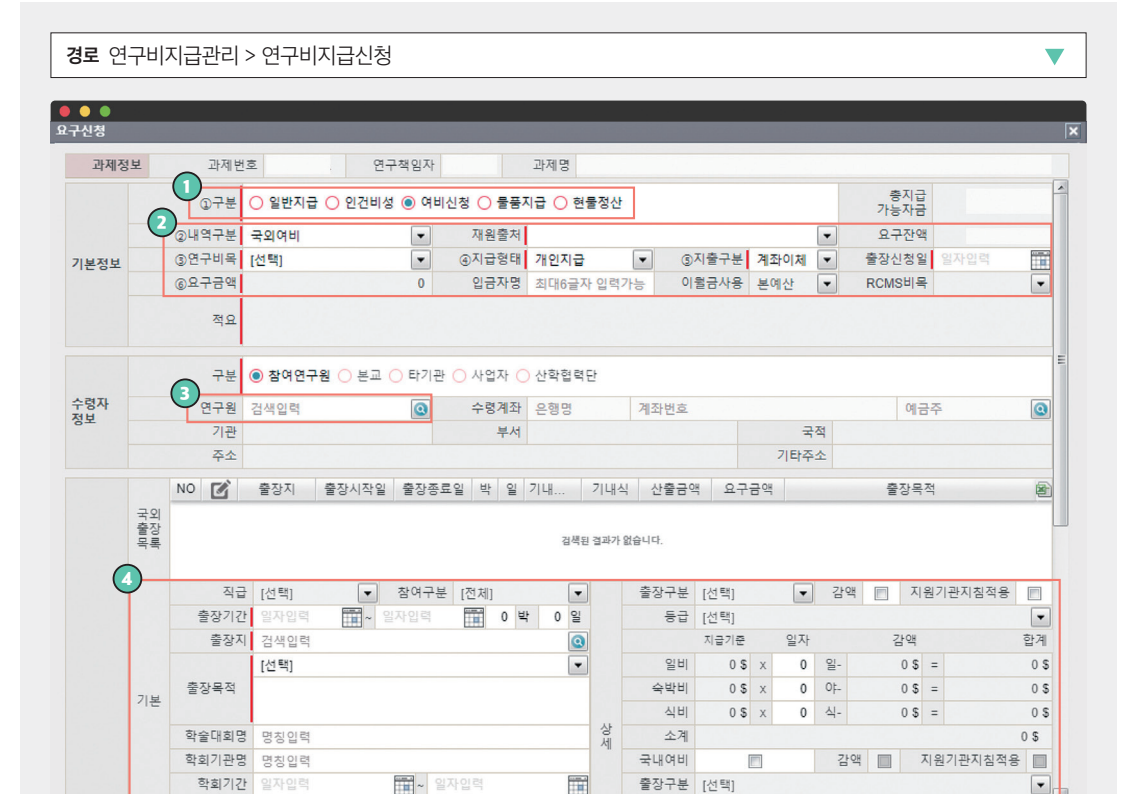 경로 연구비지급관리 > 연구비지급신청
요구신청
과제정보 과제번호 연구책임자 과제명
1
①구분 일반지급 인건비성 여비신청 물품지급 현물정산 총지급 가능자금
2
기본정보
②내역구분 국외여비 재원출처 요구잔액
③연구비목 [선택] ④지급형태 개인지급 ⑤지출구분 계좌이체 출장신청일 일자입력
⑥요구금액 0 입금자명 최대6글자 입력가능 이월금사용 본예산 RCMS비목
적요
수령자
정보
구분 참여연구원 본교 타기관 사업자 산학협력단
3
연구원 검색입력 수령계좌 은행명 계좌번호 예금주
기관 부서 국적
주소 기타주소
국외
출장
목록
NO 출장지 출장시작일 출장종료일 박 일 기내... 기내식 산출금액 요구금액 출장목적
검색된 결과가 없습니다.
4
기본
직급 [선택] 참여구분 [전체]
출장기간 일자입력 ~ 일자입력 0 박 0 일
출장지 검색입력
출장목적 [선택]
학술대회명 명칭입력
학회기관명 명칭입력
학회기간 일자입력 ~ 일자입력
상
세
출장구분 [선택] 감액 지원기관지침적용
등급 [선택]
지급기준 일자 감액 합계
일비 0 $ x 0 일- 0 $ = 0 $
숙박비 0 $ x 0 야- 0 $ = 0 $
식비 0 $ x 0 식- 0 $ = 0 $
소계 0 $
국내여비 감액 지원기관지침적용
출장구분 [선택]